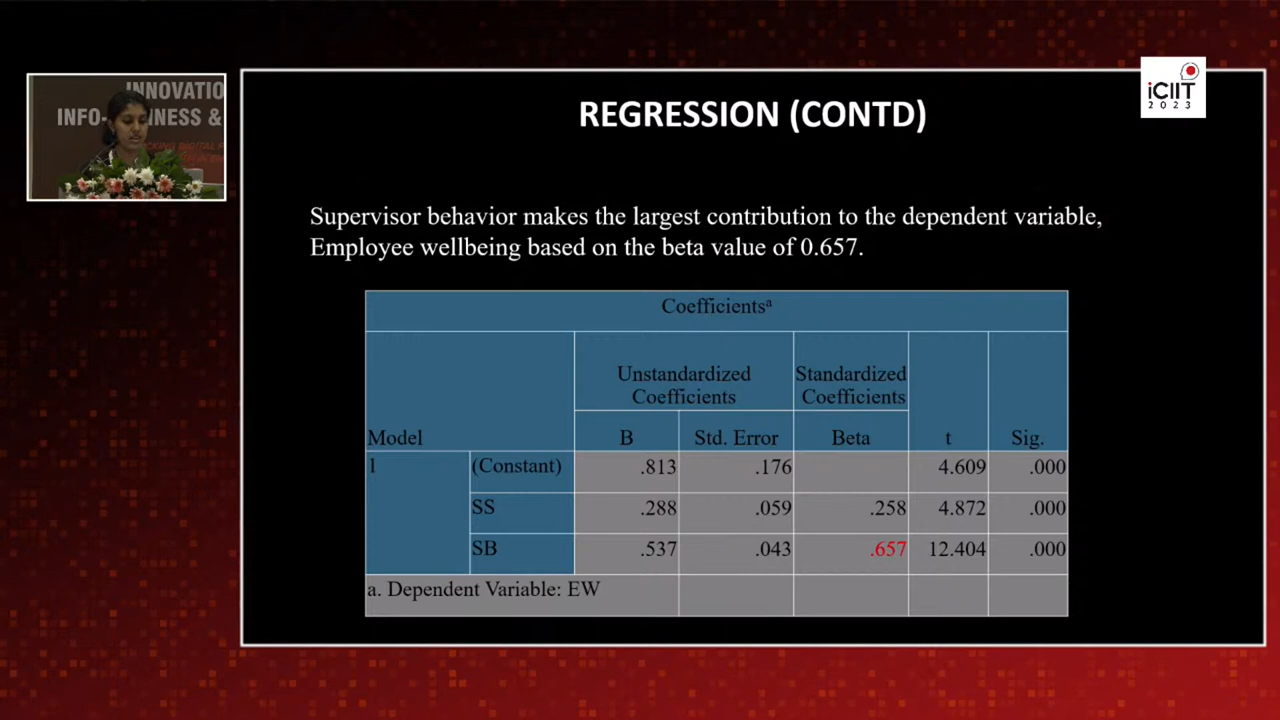 INNOVATIO
INFO-
INESS &
iCIIT
2023
REGRESSION (CONTD)
Supervisor behavior makes the largest contribution to the dependent variable,
Employee wellbeing based on the beta value of 0.657.
Coefficientsᵃ
Model Unstandardized Coefficients Standardized Coefficients t Sig.
B Std. Error Beta
1 (Constant) .813 .176 4.609 .000
SS .288 .059 .258 4.872 .000
SB .537 .043 .657 12.404 .000
a. Dependent Variable: EW